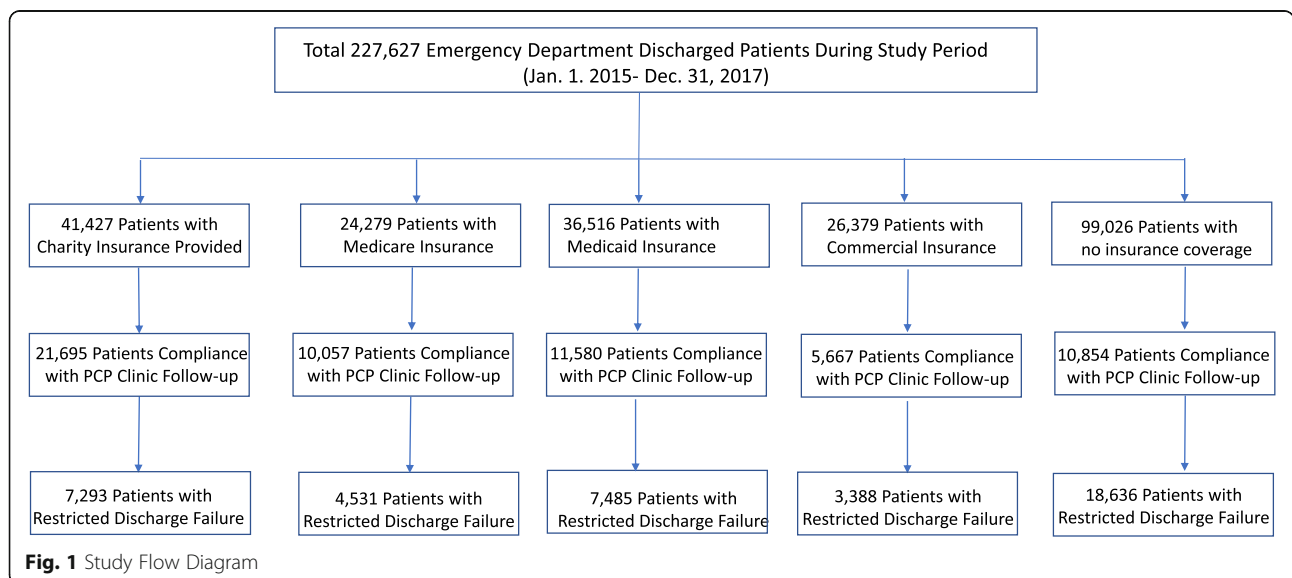 Total 227,627 Emergency Department Discharged Patients During Study Period
(Jan. 1. 2015- Dec. 31, 2017)
41,427 Patients with
Charity Insurance Provided
24,279 Patients with
Medicare Insurance
36,516 Patients with
Medicaid Insurance
26,379 Patients with
Commercial Insurance
99,026 Patients with
no insurance coverage
21,695 Patients Compliance
with PCP Clinic Follow-up
10,057 Patients Compliance
with PCP Clinic Follow-up
11,580 Patients Compliance
with PCP Clinic Follow-up
5,667 Patients Compliance
with PCP Clinic Follow-up
10,854 Patients Compliance
with PCP Clinic Follow-up
7,293 Patients with
Restricted Discharge Failure
4,531 Patients with
Restricted Discharge Failure
7,485 Patients with
Restricted Discharge Failure
3,388 Patients with
Restricted Discharge Failure
18,636 Patients with
Restricted Discharge Failure
Fig. 1 Study Flow Diagram